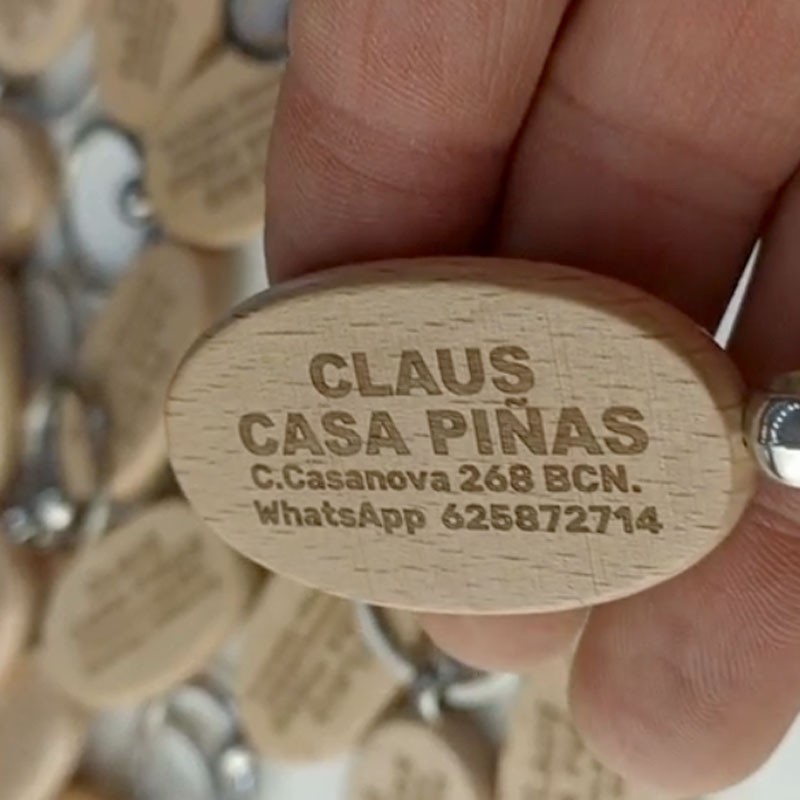 CLAUS
CASA PIÑAS
C.Casanova 268 BCN.
WhatsApp 625872714